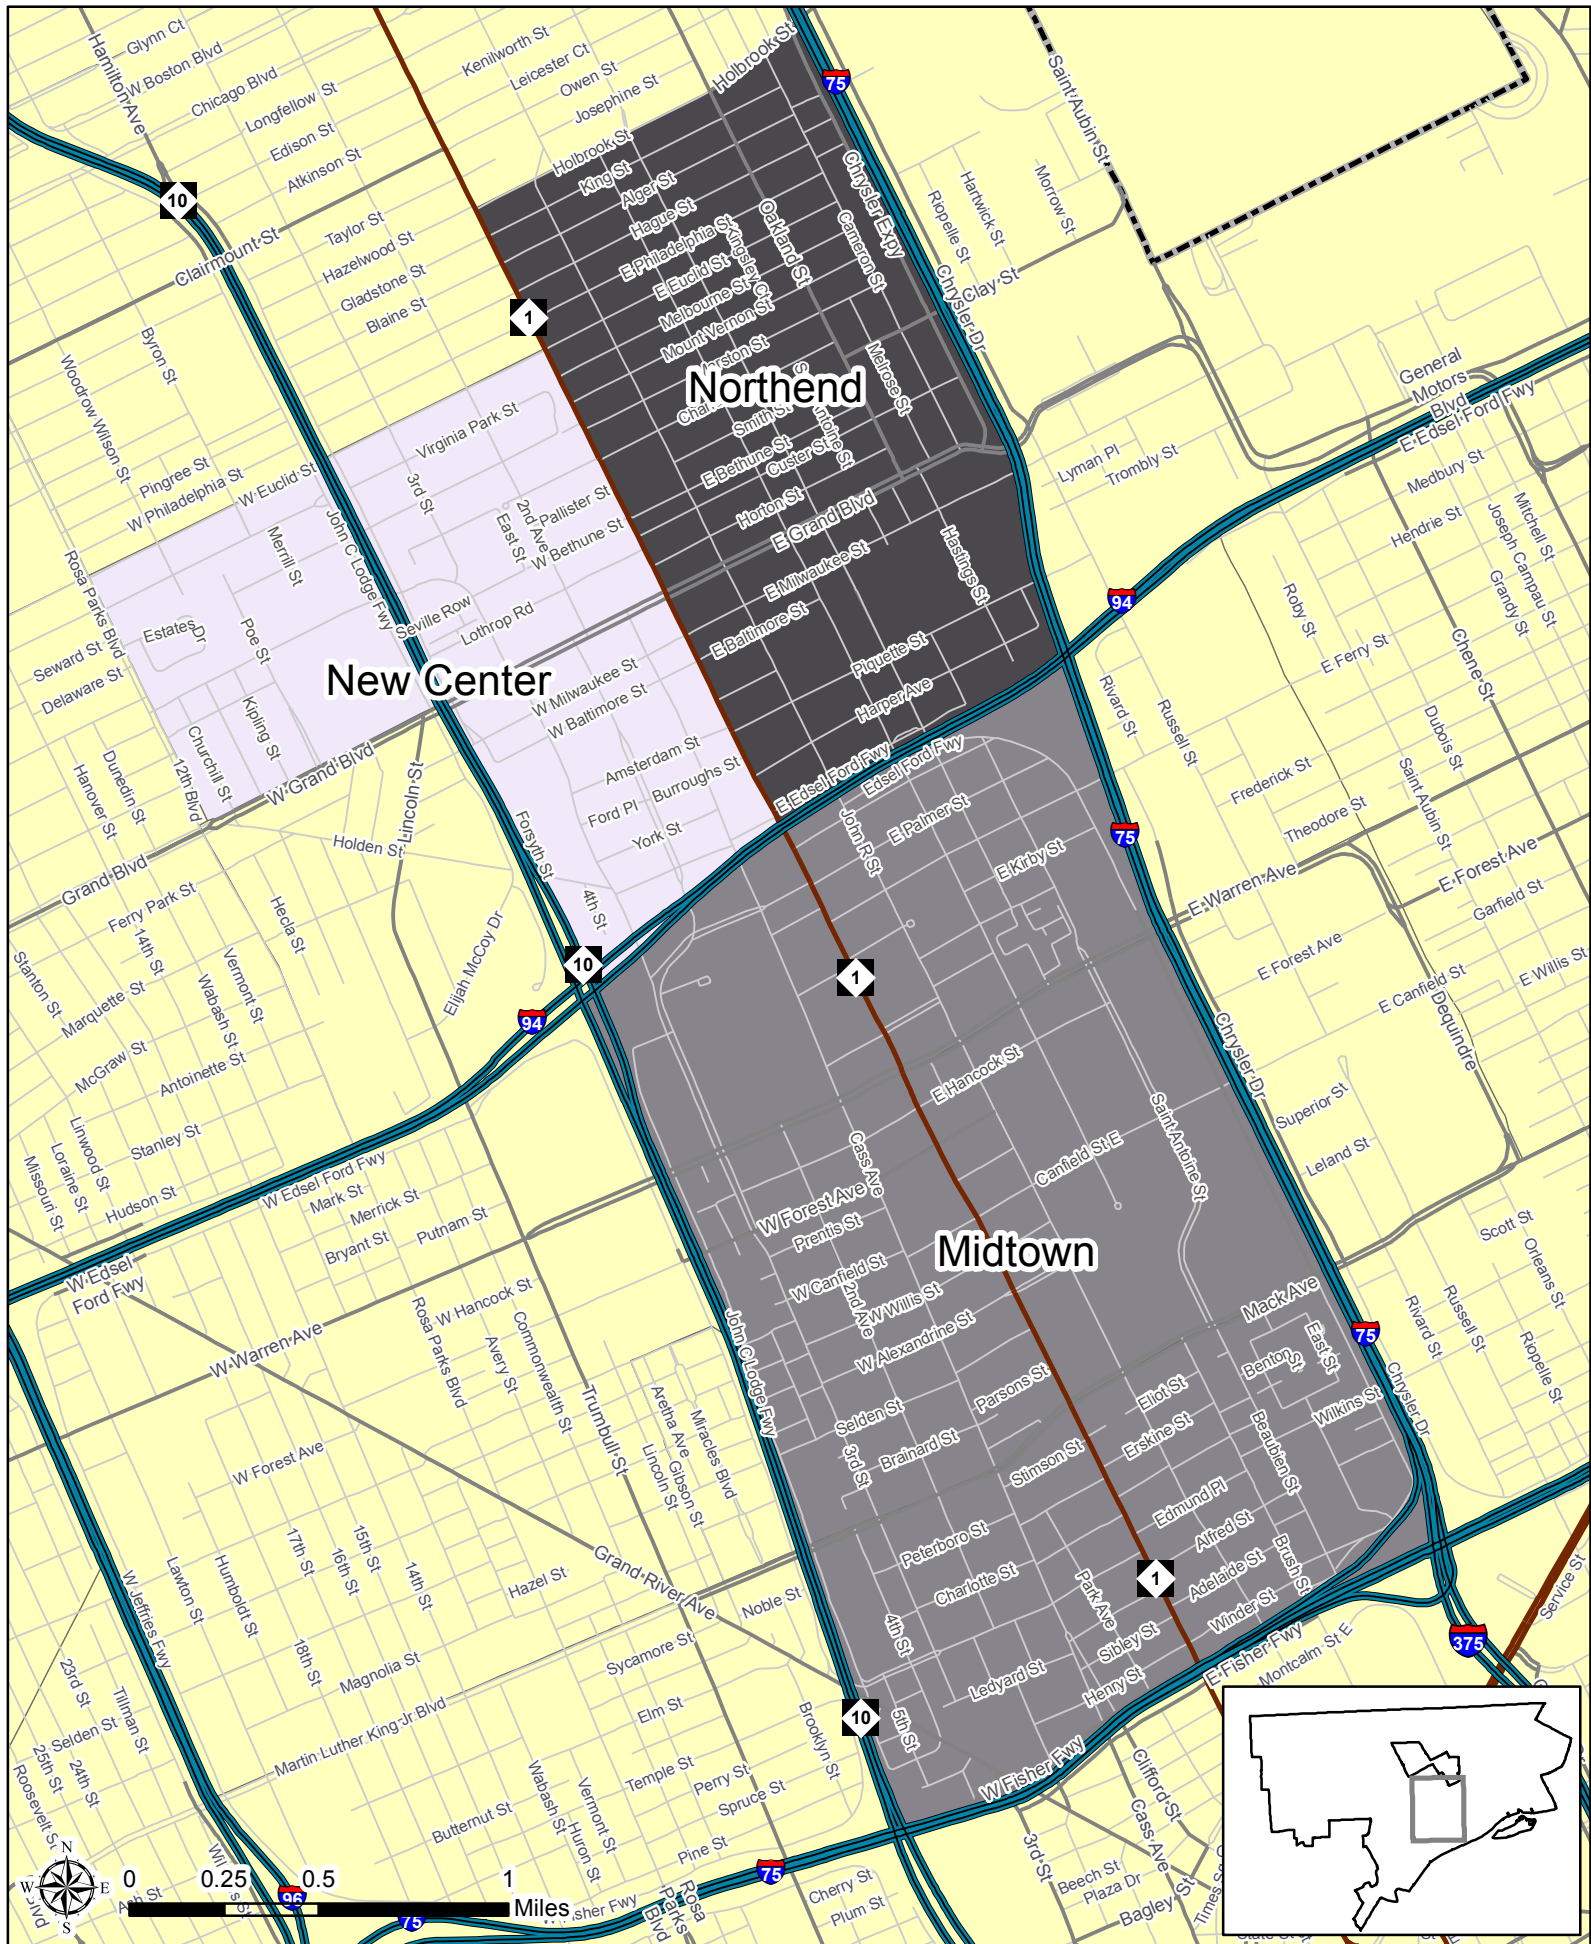 Glynn Ct
W Boston Blvd
Hamilton Ave
Chicago Blvd
Longfellow St
Edison St
Atkinson St
Kenilworth St
Leicester Ct
Owen St
Josephine St
Holbrook St
75
Saint Aubin St
Holbrook St
King St
Alger St
Hague St
E Philadelphia St
E Euclid St
Kingsley Ct
Melbourne St
Mount Vernon St
Oakland St
Cameron St
Chrysler Expy
Riopelle St
Hartwick St
Morrow St
Clay St
Chrysler Dr
10
Clairmount St
Taylor St
Hazelwood St
Gladstone St
Blaine St
1
Byron St
Woodrow Wilson St
Northend
Melrose St
Smith St
E Bethune St
Custer St
Horton St
E Grand Blvd
E Milwaukee St
E Baltimore St
Hastings St
Piquette St
Harper Ave
General
Motors
Blvd
E Edsel Ford Fwy
Lyman Pl
Trombly St
Medbury St
Hendrie St
Mitchell St
Joseph Campau St
Grandy St
Roby St
E Ferry St
Chene St
94
Pingree St
W Philadelphia St
W Euclid St
Virginia Park St
3rd St
2nd Ave
East St
Pallister St
W Bethune St
Merrill St
John C Lodge Fwy
Rosa Parks Blvd
Estates
Dr
Poe St
Seville Row
Lothrop Rd
New Center
Seward St
Delaware St
Kipling St
Churchill St
12th Blvd
W Grand Blvd
W Milwaukee St
W Baltimore St
Amsterdam St
Burroughs St
Ford Pl
York St
Hanover St
Dunedin St
Lincoln St
Holden St
Forsyth St
4th St
Grand Blvd
Ferry Park St
Hecla St
14th St
Vermont St
Wabash St
Stanton St
Marquette St
McGraw St
Antoinette St
Elijah McCoy Dr
10
94
E Edsel Ford Fwy
Edsel Ford Fwy
John R St
E Palmer St
E Kirby St
75
Rivard St
Russell St
Frederick St
Theodore St
Dubois St
Saint Aubin St
E Warren Ave
E Forest Ave
Garfield St
E Forest Ave
E Canfield St
E Willis St
Dequindre
1
Chrysler Dr
E Hancock St
Saint Antoine St
Canfield St E
Superior St
Leland St
Linwood St
Loraine St
Missouri St
Stanley St
Hudson St
W Edsel Ford Fwy
Mark St
Merrick St
Bryant St
Putnam St
W Edsel
Ford Fwy
Cass Ave
W Forest Ave
Prentis St
W Canfield St
2nd Ave
W Willis St
W Alexandrine St
Midtown
Mack Ave
Scott St
Orleans St
Russell St
Rivard St
Riopelle St
75
Chrysler Dr
W Hancock St
W Warren Ave
Rosa Parks Blvd
Avery St
Commonwealth St
Trumbull St
John C Lodge Fwy
Aretha Ave
Miracles Blvd
Gibson St
Lincoln St
Selden St
3rd St
Brainard St
Parsons St
Stimson St
Eliot St
Erskine St
Benton St
East St
Wilkins St
Beaubien St
Edmund Pl
Alfred St
Adelaide St
Brush St
Winder St
Peterboro St
Charlotte St
Park Ave
1
Sibley St
Henry St
Ledyard St
4th St
5th St
10
W Forest Ave
17th St
16th St
15th St
14th St
Humboldt St
Lawton St
W Jeffries Fwy
Hazel St
Grand River Ave
Noble St
Sycamore St
18th St
Magnolia St
Martin Luther King Jr Blvd
Elm St
Brooklyn St
23rd St
Tillman St
Selden St
25th St
24th St
Roosevelt St
Temple St
Perry St
Spruce St
Wabash St
Vermont St
Huron St
Butternut St
Pine St
W Fisher Fwy
E Fisher Fwy
Montcalm St E
375
Service St
Clifford St
Cass Ave
3rd St
Beech St
Plaza Dr
Bagley St
Cherry St
Plum St
75
Rosa
Parks
Blvd
96
75
N
W E
S
0 0.25 0.5 1
Miles